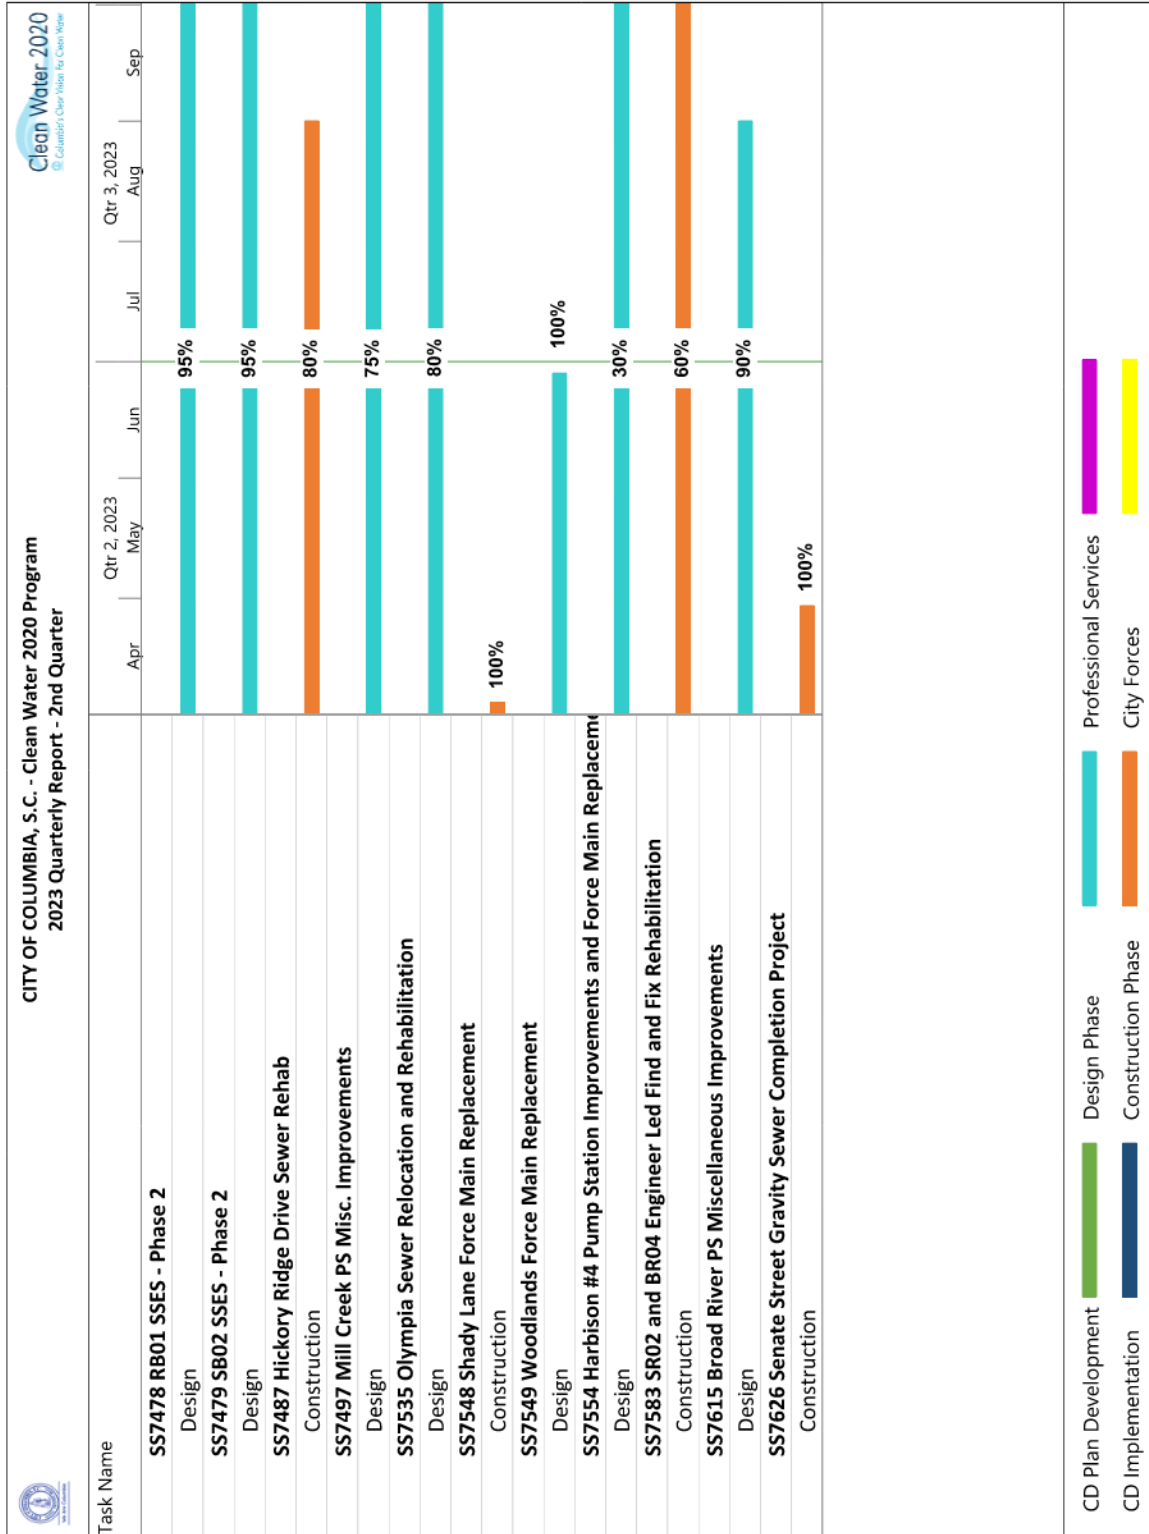 CITY OF COLUMBIA, S.C. - Clean Water 2020 Program
2023 Quarterly Report - 2nd Quarter
Clean Water 2020
@ Columbia's Clear Vision For Clean Water
Task Name
Qtr 2, 2023
Qtr 3, 2023
Apr
May
Jun
Jul
Aug
Sep
SS7478 RB01 SSES - Phase 2
Design
95%
SS7479 SB02 SSES - Phase 2
Design
95%
SS7487 Hickory Ridge Drive Sewer Rehab
Construction
80%
SS7497 Mill Creek PS Misc. Improvements
Design
75%
SS7535 Olympia Sewer Relocation and Rehabilitation
Design
80%
SS7548 Shady Lane Force Main Replacement
Construction
100%
SS7549 Woodlands Force Main Replacement
Design
100%
SS7554 Harbison #4 Pump Station Improvements and Force Main Replaceme
Design
30%
SS7583 SR02 and BR04 Engineer Led Find and Fix Rehabilitation
Construction
60%
SS7615 Broad River PS Miscellaneous Improvements
Design
90%
SS7626 Senate Street Gravity Sewer Completion Project
Construction
100%
CD Plan Development
Design Phase
Professional Services
CD Implementation
Construction Phase
City Forces